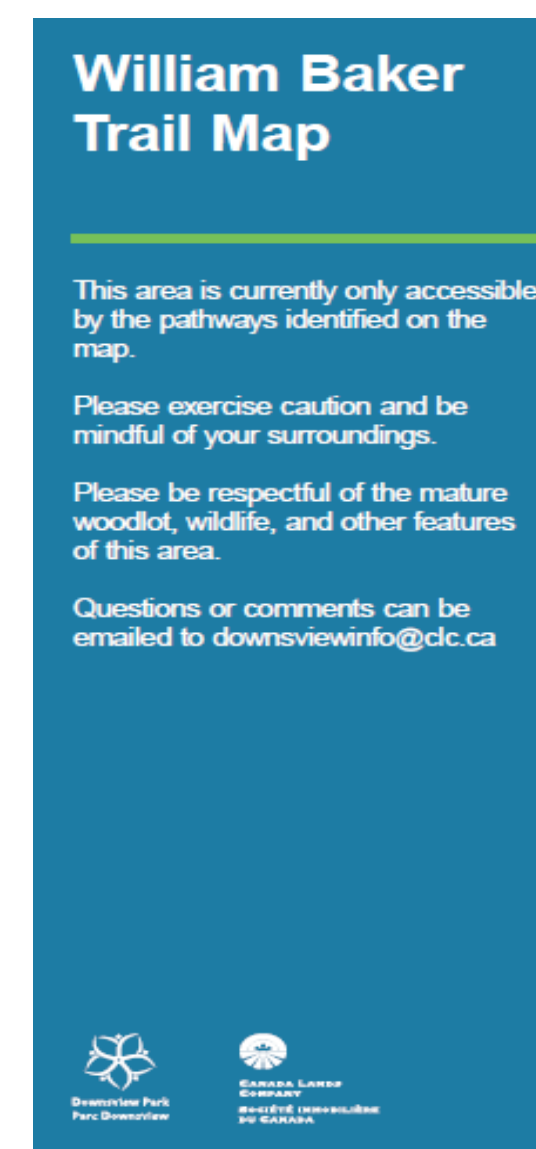 William Baker
Trail Map
This area is currently only accessible
by the pathways identified on the
map.
Please exercise caution and be
mindful of your surroundings.
Please be respectful of the mature
woodlot, wildlife, and other features
of this area.
Questions or comments can be
emailed to downsviewinfo@clc.ca
Downsview Park
Parc Downsview
CANADA LANDS
COMPANY
SOCIÉTÉ IMMOBILIÈRE
DU CANADA